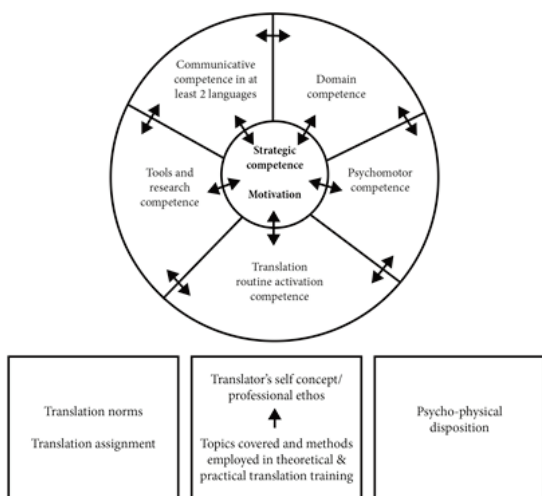 Communicative
competence in at
least 2 languages
Domain
competence
Strategic
competence
Motivation
Tools and
research
competence
Psychomotor
competence
Translation
routine activation
competence
Translation norms
Translation assignment
Translator's self concept/
professional ethos
Topics covered and methods
employed in theoretical &
practical translation training
Psycho-physical
disposition